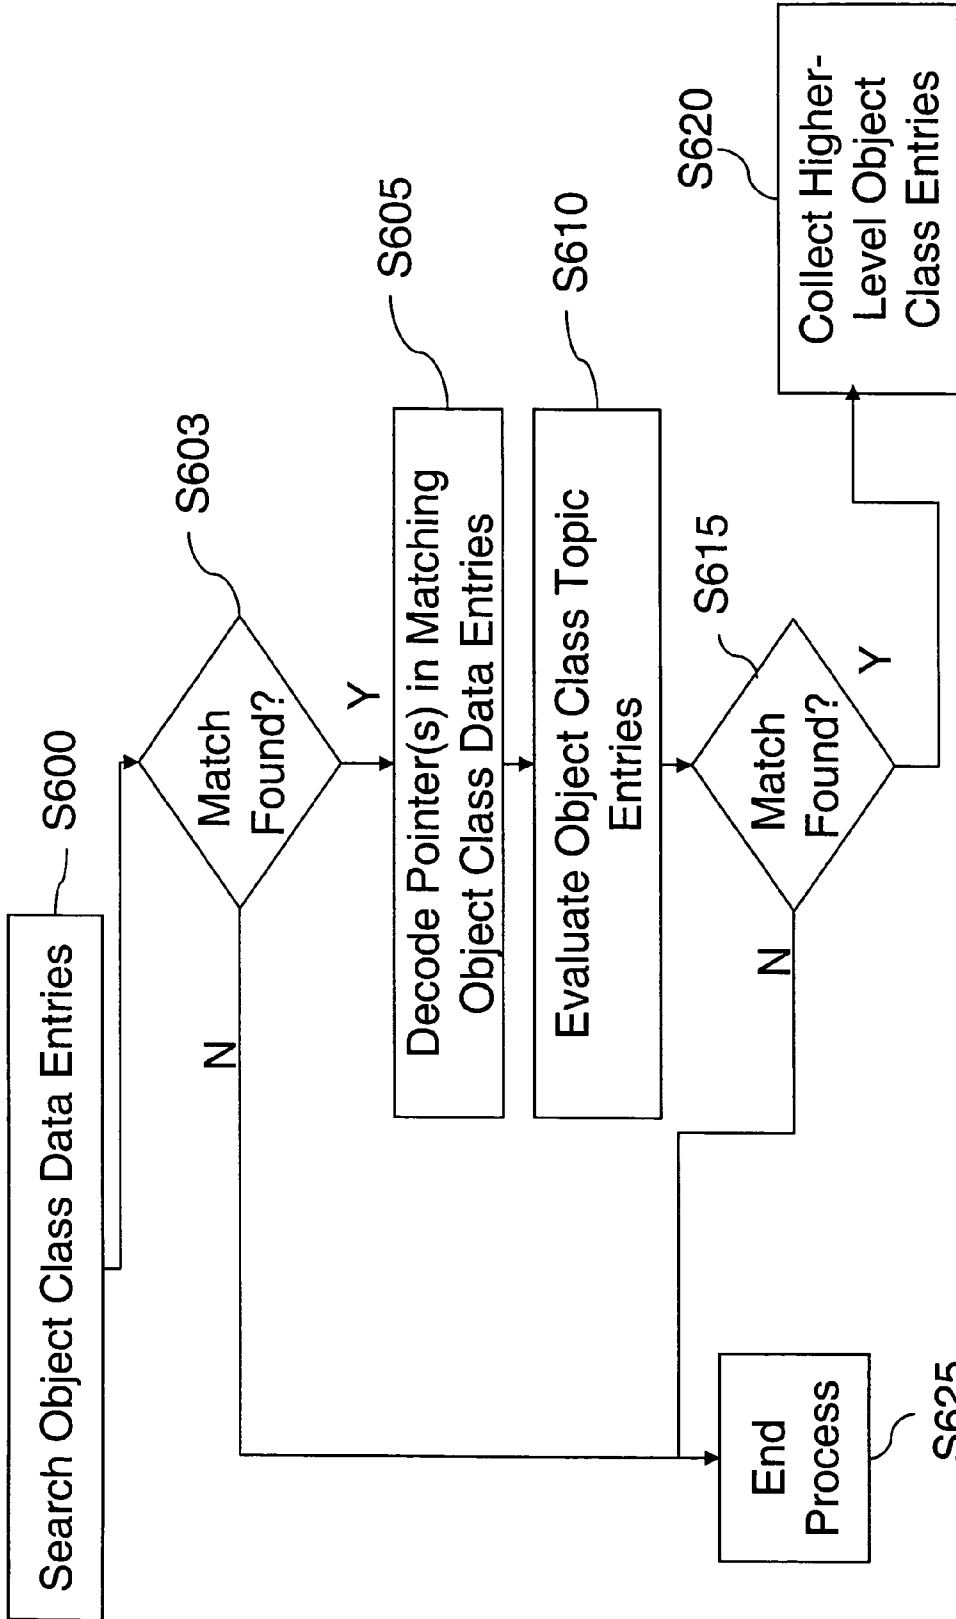 Search Object Class Data Entries
S600
Match
Found?
S603
N
Y
Decode Pointer(s) in Matching
Object Class Data Entries
S605
Evaluate Object Class Topic
Entries
S610
Match
Found?
S615
N
Y
End
Process
S625
Collect Higher-
Level Object
Class Entries
S620